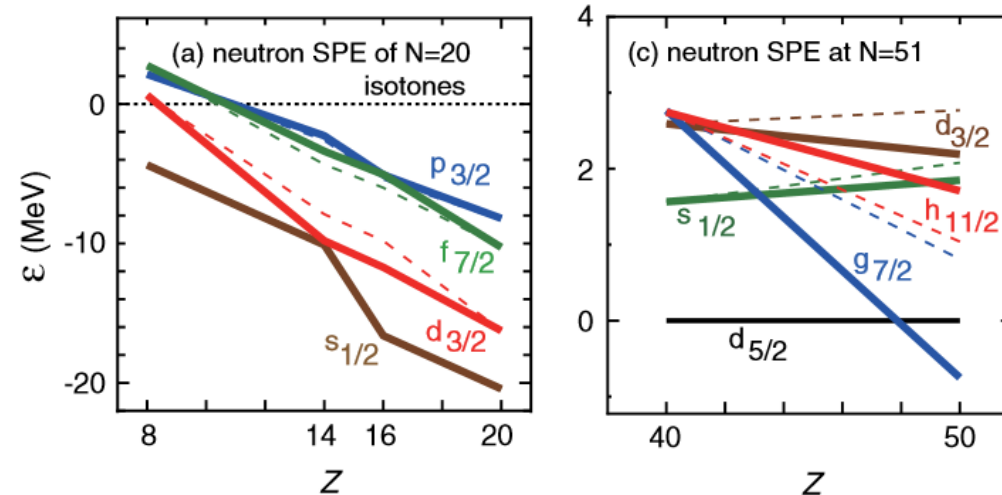 (a) neutron SPE of N=20
isotones
0
-10
-20
ε (MeV)
p3/2
f7/2
d3/2
s1/2
8
14
16
20
Z
(c) neutron SPE at N=51
4
2
0
d3/2
s1/2
h11/2
g7/2
d5/2
40
50
Z